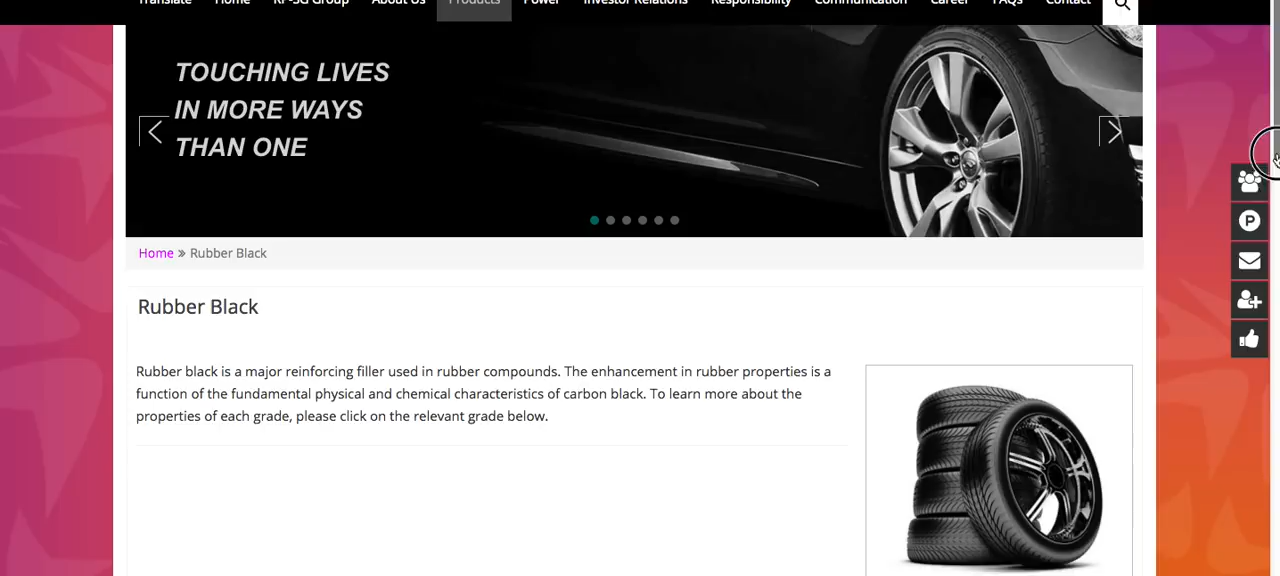 Translate Home RP-SG Group About Us Products Power Investor Relations Responsibility Communication Career FAQs Contact
TOUCHING LIVES
IN MORE WAYS
THAN ONE
Home » Rubber Black
Rubber Black
Rubber black is a major reinforcing filler used in rubber compounds. The enhancement in rubber properties is a
function of the fundamental physical and chemical characteristics of carbon black. To learn more about the
properties of each grade, please click on the relevant grade below.